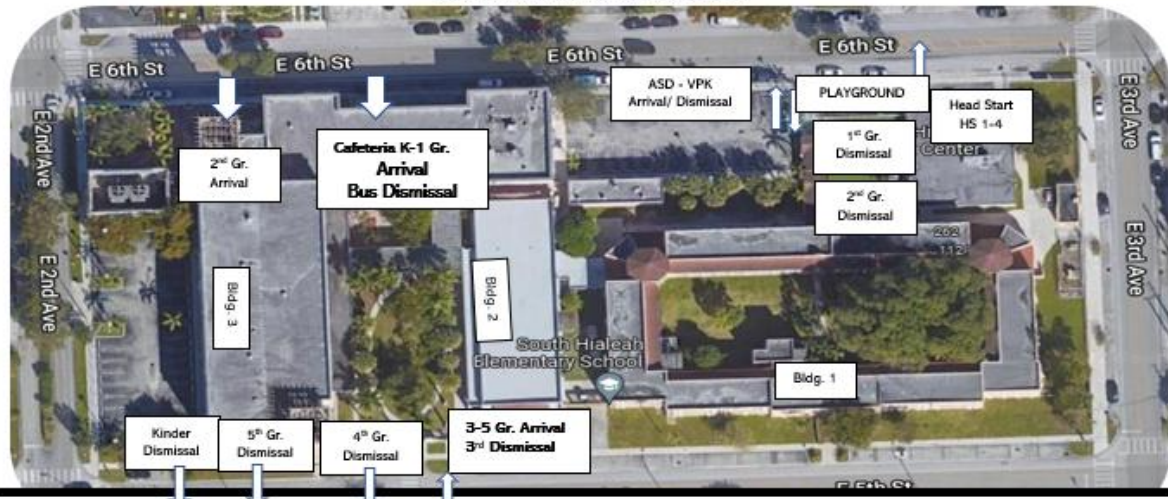 E 6th St
E 6th St
E 6th St
E 6th St
E 2nd Ave
E 2nd Ave
E 3rd Ave
E 3rd Ave
2nd Gr.
Arrival
Cafeteria K-1 Gr.
Arrival
Bus Dismissal
ASD - VPK
Arrival/ Dismissal
PLAYGROUND
Head Start
HS 1-4
1st Gr.
Dismissal
Center
2nd Gr.
Dismissal
262
112
Bldg. 3
Bldg. 2
South Hialeah
Elementary School
Bldg. 1
Kinder
Dismissal
5th Gr.
Dismissal
4th Gr.
Dismissal
3-5 Gr. Arrival
3rd Dismissal
E 5th St